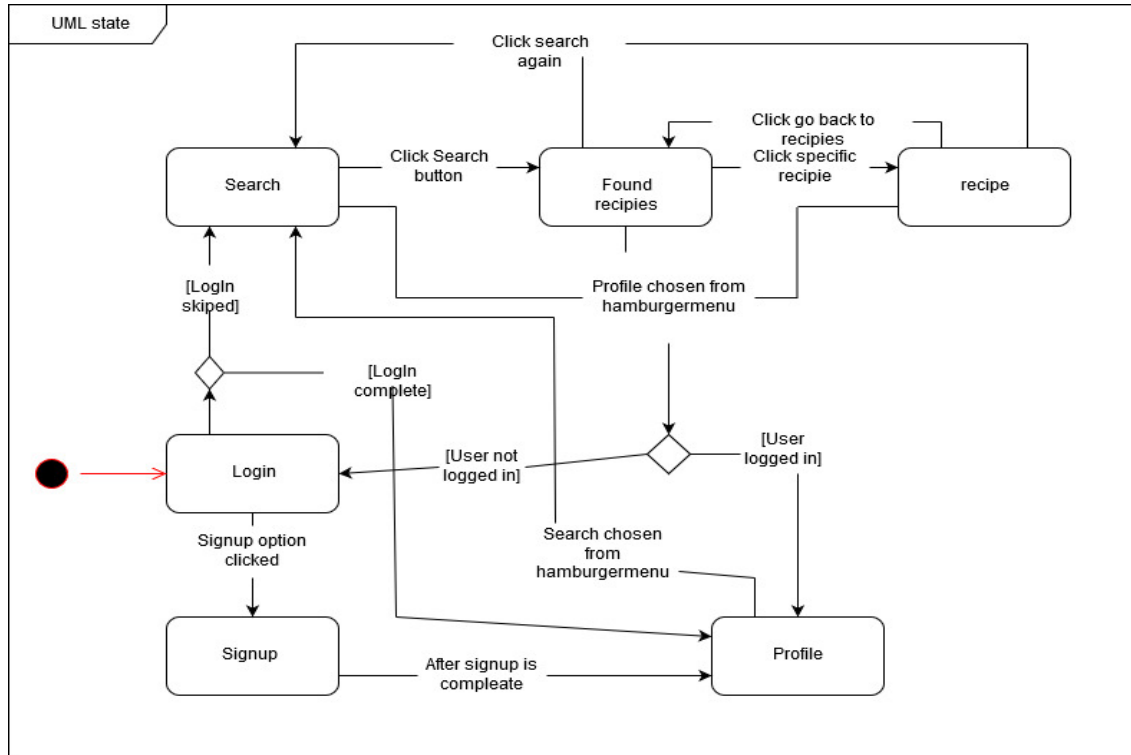 UML state
Click search
again
Click go back to
recipies
Click Search
button
Click specific
recipie
Search
Found
recipies
recipe
[LogIn
skiped]
Profile chosen from
hamburgermenu
[LogIn
complete]
[User not
logged in]
[User
logged in]
Login
Signup option
clicked
Search chosen
from
hamburgermenu
Signup
After signup is
compleate
Profile